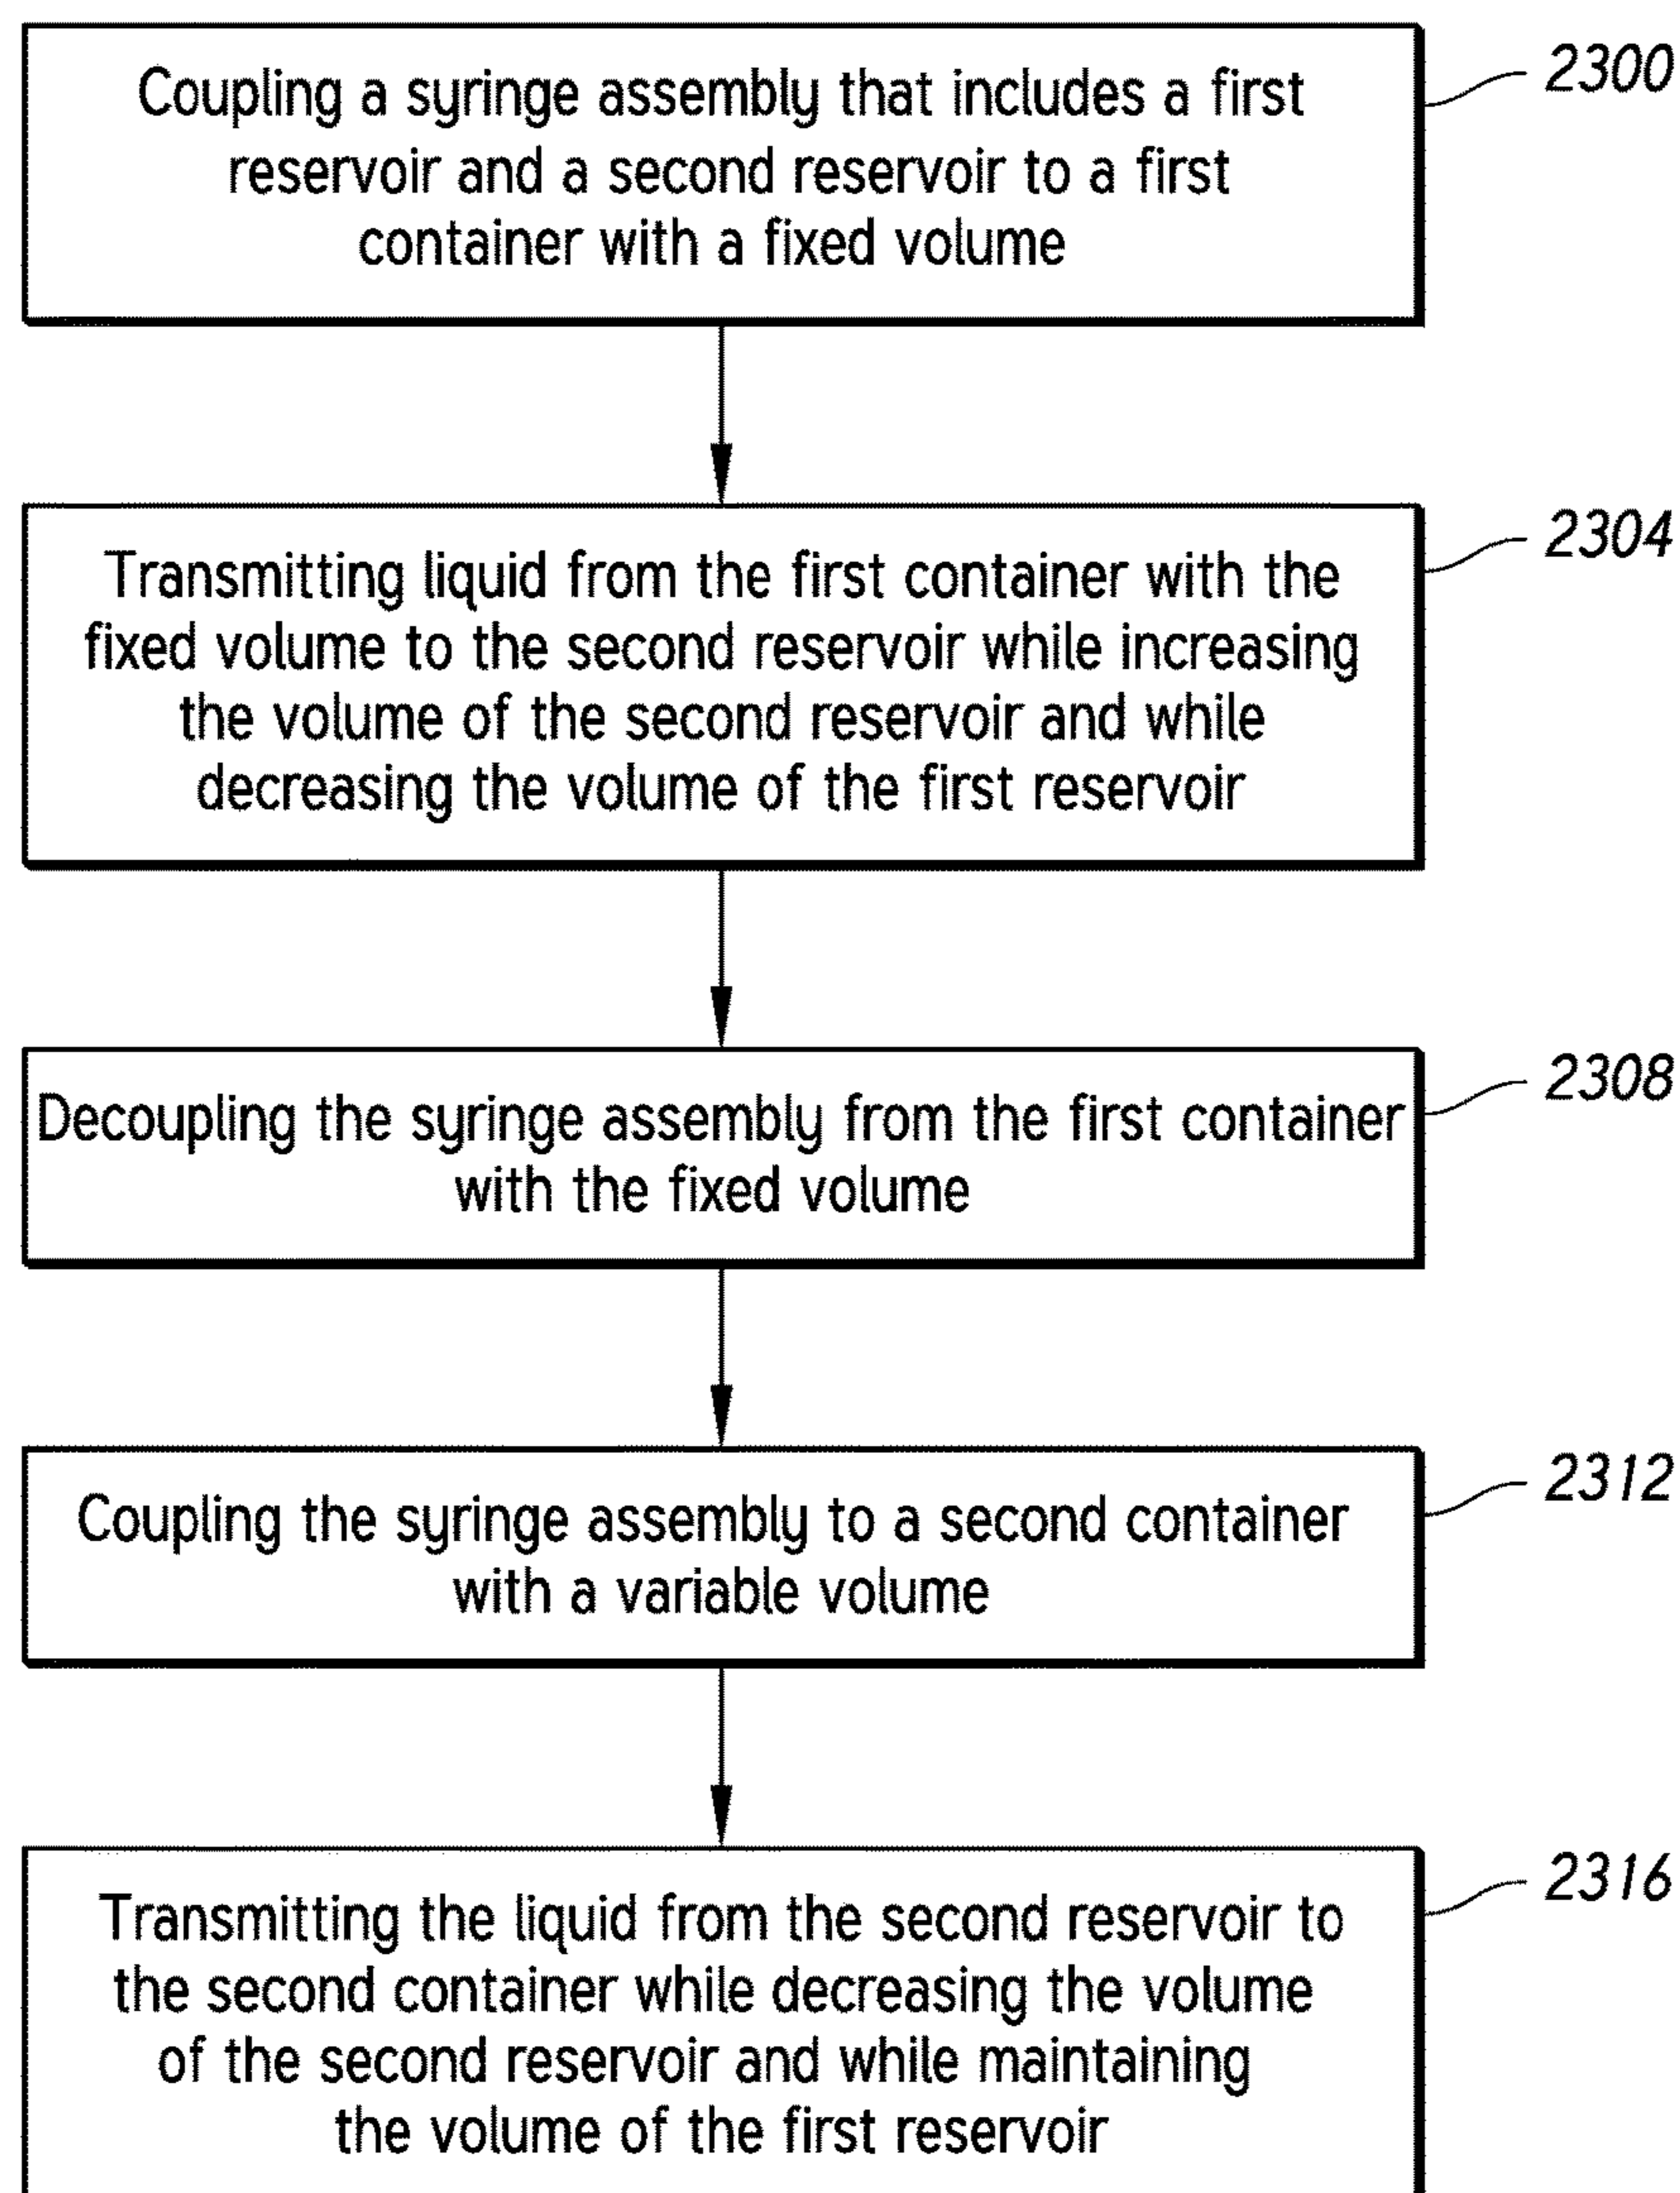 Coupling a syringe assembly that includes a first
reservoir and a second reservoir to a first
container with a fixed volume
2300
Transmitting liquid from the first container with the
fixed volume to the second reservoir while increasing
the volume of the second reservoir and while
decreasing the volume of the first reservoir
2304
Decoupling the syringe assembly from the first container
with the fixed volume
2308
Coupling the syringe assembly to a second container
with a variable volume
2312
Transmitting the liquid from the second reservoir to
the second container while decreasing the volume
of the second reservoir and while maintaining
the volume of the first reservoir
2316